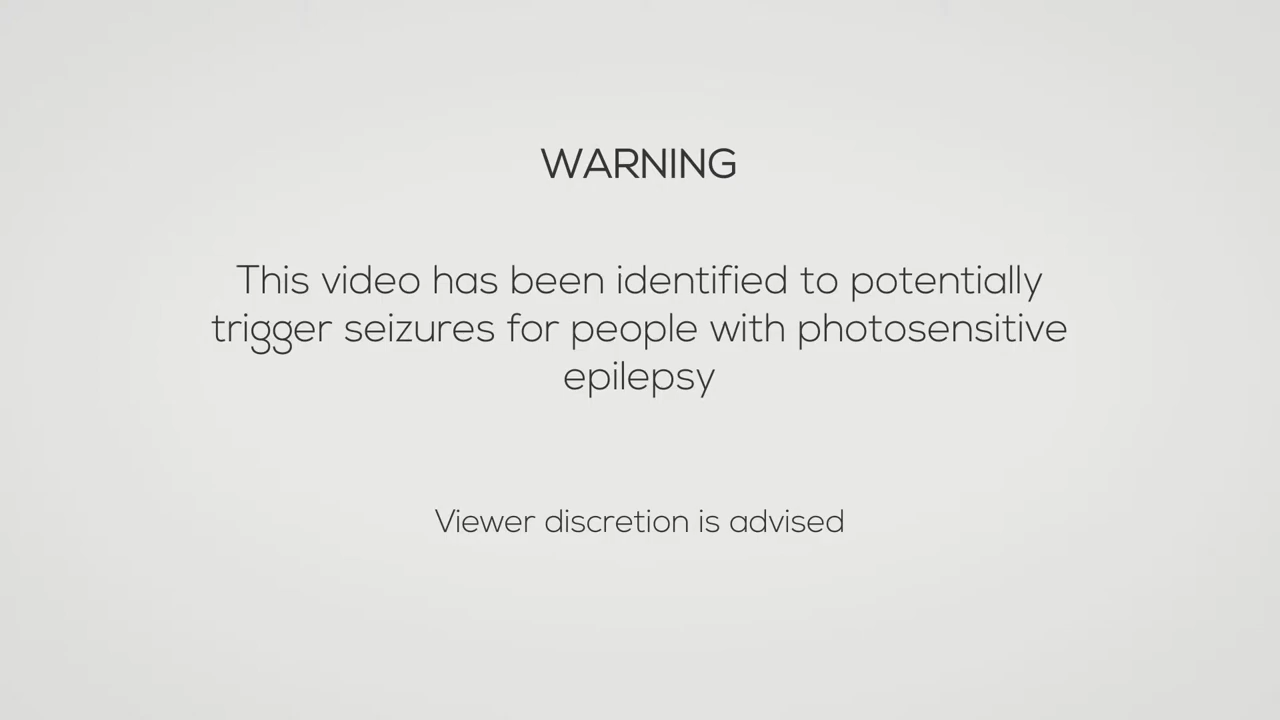 WARNING
This video has been identified to potentially
trigger seizures for people with photosensitive
epilepsy
Viewer discretion is advised